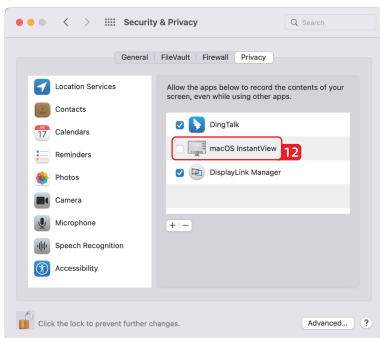 Security & Privacy
Search
General FileVault Firewall Privacy
Location Services
Contacts
17
Calendars
Reminders
Photos
Camera
Microphone
Speech Recognition
Accessibility
Allow the apps below to record the contents of your
screen, even while using other apps.
DingTalk
macOS InstantView 12
DisplayLink Manager
+ −
Click the lock to prevent further changes.
Advanced... ?